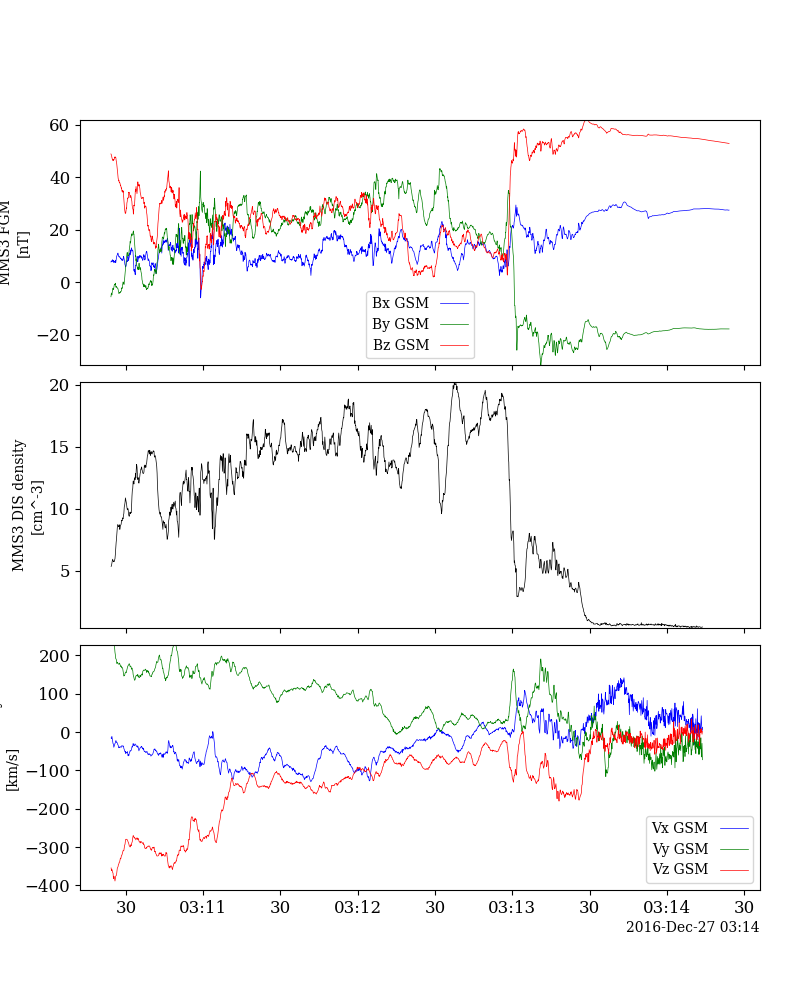 60
40
20
0
−20
MMS3 FGM
[nT]
Bx GSM
By GSM
Bz GSM
20
15
10
5
MMS3 DIS density
[cm^-3]
200
100
0
−100
−200
−300
−400
[km/s]
Vx GSM
Vy GSM
Vz GSM
30 03:11 30 03:12 30 03:13 30 03:14 30
2016-Dec-27 03:14